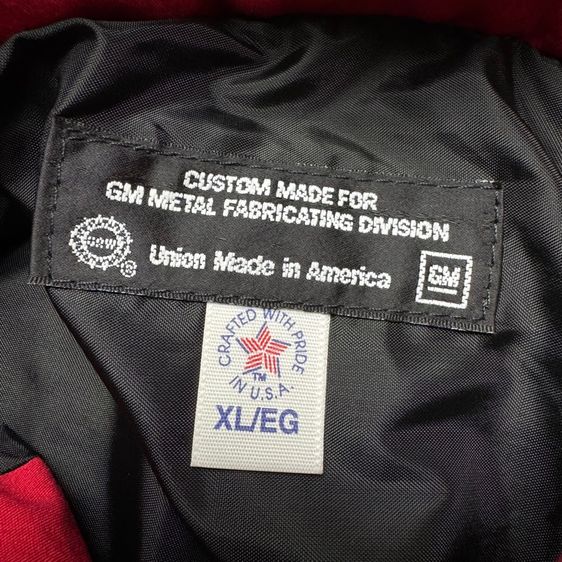 CUSTOM MADE FOR
GM METAL FABRICATING DIVISION
Union Made in America
®
GM
CRAFTED WITH PRIDE
TM
IN U.S.A.
XL/EG